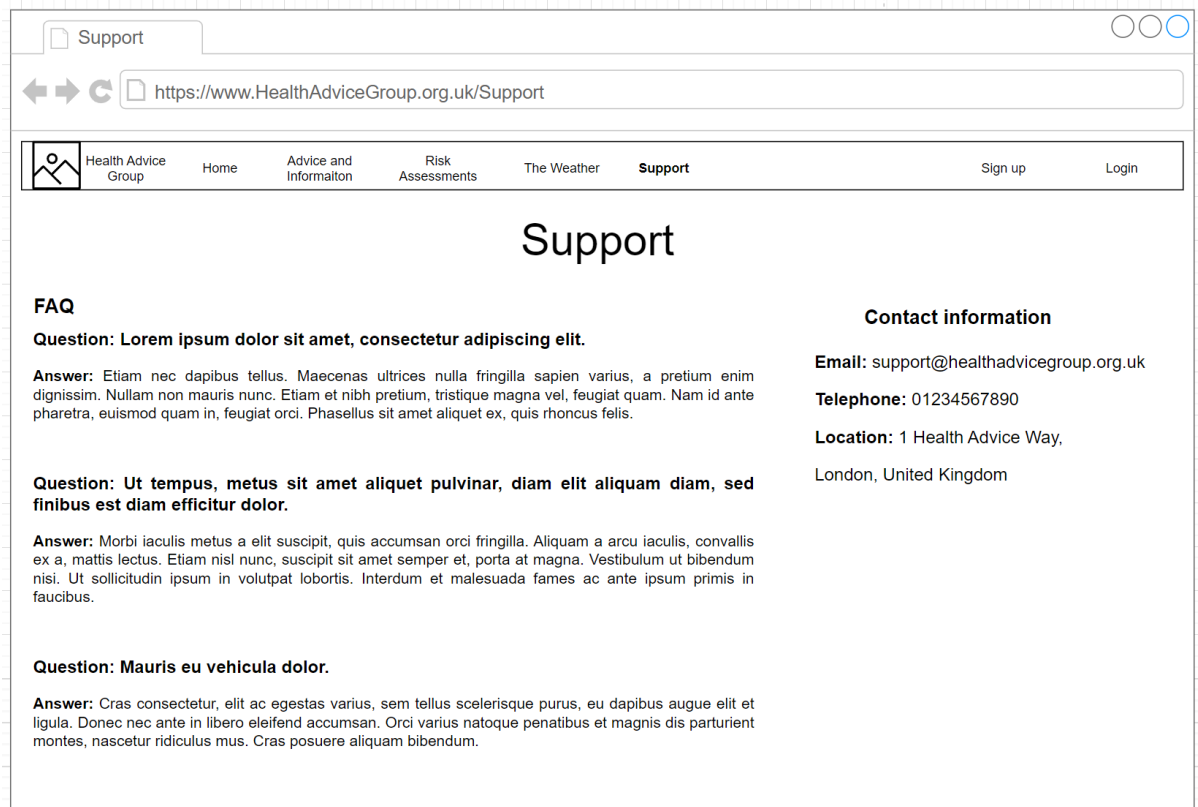 Support
https://www.HealthAdviceGroup.org.uk/Support
Health Advice
Group
Home
Advice and
Informaiton
Risk
Assessments
The Weather
Support
Sign up
Login
Support
FAQ
Question: Lorem ipsum dolor sit amet, consectetur adipiscing elit.
Answer: Etiam nec dapibus tellus. Maecenas ultrices nulla fringilla sapien varius, a pretium enim
dignissim. Nullam non mauris nunc. Etiam et nibh pretium, tristique magna vel, feugiat quam. Nam id ante
pharetra, euismod quam in, feugiat orci. Phasellus sit amet aliquet ex, quis rhoncus felis.
Question: Ut tempus, metus sit amet aliquet pulvinar, diam elit aliquam diam, sed
finibus est diam efficitur dolor.
Answer: Morbi iaculis metus a elit suscipit, quis accumsan orci fringilla. Aliquam a arcu iaculis, convallis
ex a, mattis lectus. Etiam nisl nunc, suscipit sit amet semper et, porta at magna. Vestibulum ut bibendum
nisi. Ut sollicitudin ipsum in volutpat lobortis. Interdum et malesuada fames ac ante ipsum primis in
faucibus.
Question: Mauris eu vehicula dolor.
Answer: Cras consectetur, elit ac egestas varius, sem tellus scelerisque purus, eu dapibus augue elit et
ligula. Donec nec ante in libero eleifend accumsan. Orci varius natoque penatibus et magnis dis parturient
montes, nascetur ridiculus mus. Cras posuere aliquam bibendum.
Contact information
Email: support@healthadvicegroup.org.uk
Telephone: 01234567890
Location: 1 Health Advice Way,
London, United Kingdom